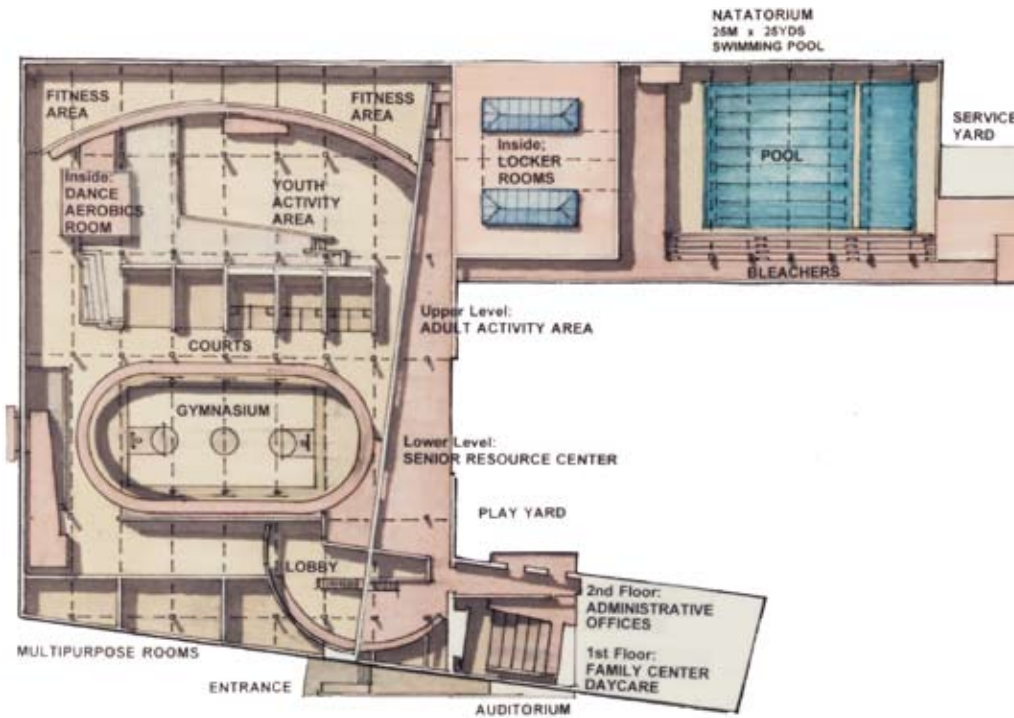 NATATORIUM
25M x 25YDS
SWIMMING POOL
FITNESS
AREA
FITNESS
AREA
SERVICE
YARD
Inside:
LOCKER
ROOMS
POOL
Inside:
DANCE
AEROBICS
ROOM
YOUTH
ACTIVITY
AREA
BLEACHERS
Upper Level:
ADULT ACTIVITY AREA
COURTS
GYMNASIUM
Lower Level:
SENIOR RESOURCE CENTER
PLAY YARD
LOBBY
2nd Floor:
ADMINISTRATIVE
OFFICES
1st Floor:
FAMILY CENTER
DAYCARE
MULTIPURPOSE ROOMS
ENTRANCE
AUDITORIUM